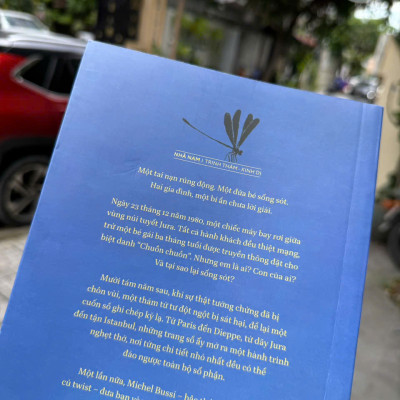 NHÃ NAM | TRINH THÁM - KINH DỊ
Một tai nạn rúng động. Một đứa bé sống sót.
Hai gia đình, một bí ẩn chưa lời giải.
Ngày 23 tháng 12 năm 1980, một chiếc máy bay rơi giữa
vùng núi tuyết Jura. Tất cả hành khách đều thiệt mạng,
trừ một bé gái ba tháng tuổi được truyền thông đặt cho
biệt danh “Chuồn chuồn”. Nhưng em là ai? Con của ai?
Và tại sao lại sống sót?
Mười tám năm sau, khi sự thật tưởng chừng đã bị
chôn vùi, một thám tử tư đột ngột bị sát hại, để lại một
cuốn sổ ghi chép kỳ lạ. Từ Paris đến Dieppe, từ dãy Jura
đến tận Istanbul, những trang sổ ấy mở ra một hành trình
nghẹt thở, nơi từng chi tiết nhỏ nhất đều có thể
đảo ngược toàn bộ số phận.
Một lần nữa, Michel Bussi – bậc
cú twist – đưa bạn